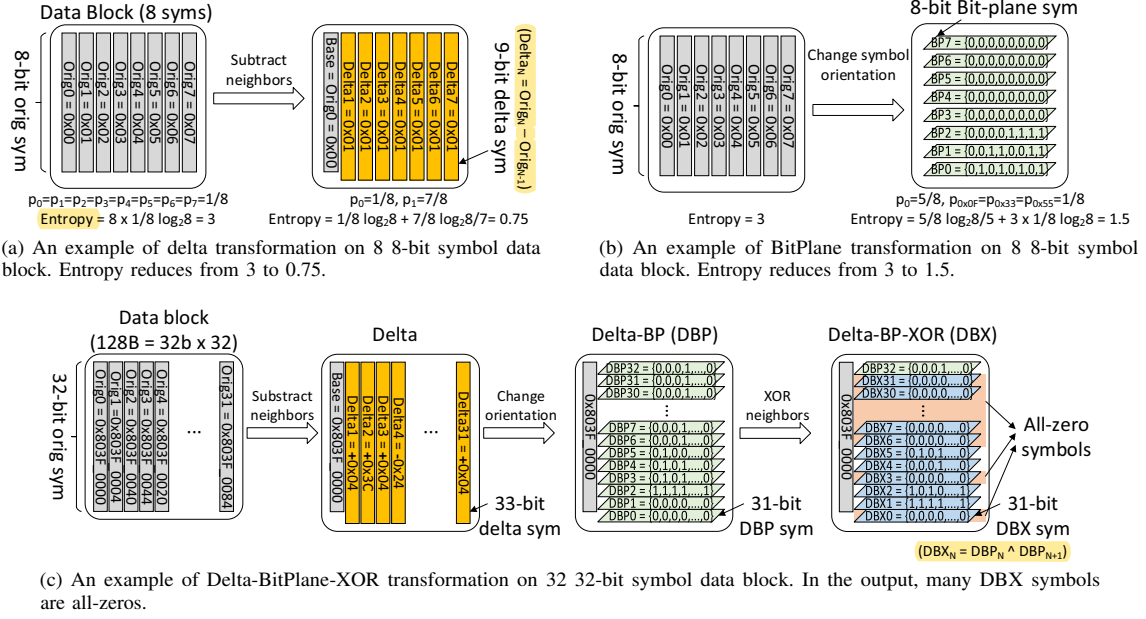 Data Block (8 syms)
8-bit orig sym
Orig0 = 0x00
Orig1 = 0x01
Orig2 = 0x02
Orig3 = 0x03
Orig4 = 0x04
Orig5 = 0x05
Orig6 = 0x06
Orig7 = 0x07
Subtract
neighbors
Base = Orig0 = 0x00
Delta1 = 0x01
Delta2 = 0x01
Delta3 = 0x01
Delta4 = 0x01
Delta5 = 0x01
Delta6 = 0x01
Delta7 = 0x01
9-bit delta sym
(Delta_N = Orig_N – Orig_N-1)
p₀=p₁=p₂=p₃=p₄=p₅=p₆=p₇=1/8
Entropy = 8 x 1/8 log₂8 = 3
p₀=1/8, p₁=7/8
Entropy = 1/8 log₂8 + 7/8 log₂8/7= 0.75
(a) An example of delta transformation on 8 8-bit symbol data
block. Entropy reduces from 3 to 0.75.
8-bit orig sym
Orig0 = 0x00
Orig1 = 0x01
Orig2 = 0x02
Orig3 = 0x03
Orig4 = 0x04
Orig5 = 0x05
Orig6 = 0x06
Orig7 = 0x07
Change symbol
orientation
8-bit Bit-plane sym
BP7 = {0,0,0,0,0,0,0,0}
BP6 = {0,0,0,0,0,0,0,0}
BP5 = {0,0,0,0,0,0,0,0}
BP4 = {0,0,0,0,0,0,0,0}
BP3 = {0,0,0,0,0,0,0,0}
BP2 = {0,0,0,0,1,1,1,1}
BP1 = {0,0,1,1,0,0,1,1}
BP0 = {0,1,0,1,0,1,0,1}
Entropy = 3
p₀=5/8, p_0x0F=p_0x33=p_0x55=1/8
Entropy = 5/8 log₂8/5 + 3 x 1/8 log₂8 = 1.5
(b) An example of BitPlane transformation on 8 8-bit symbol
data block. Entropy reduces from 3 to 1.5.
Data block
(128B = 32b x 32)
32-bit orig sym
Orig0 = 0x803F_0000
Orig1 = 0x803F_0004
Orig2 = 0x803F_0040
Orig3 = 0x803F_0044
Orig4 = 0x803F_0020
...
Orig31 = 0x803F_0084
Substract
neighbors
Delta
Base = 0x803F_0000
Delta1 = +0x04
Delta2 = +0x3C
Delta3 = +0x04
Delta4 = -0x24
...
Delta31 = +0x04
33-bit
delta sym
Change
orientation
Delta-BP (DBP)
0x803F_0000
DBP32 = {0,0,0,1,...,0}
DBP31 = {0,0,0,1,...,0}
DBP30 = {0,0,0,1,...,0}
...
DBP7 = {0,0,0,1,...,0}
DBP6 = {0,0,0,1,...,0}
DBP5 = {0,1,0,0,...,0}
DBP4 = {0,1,0,1,...,0}
DBP3 = {0,1,0,1,...,0}
DBP2 = {1,1,1,1,...,1}
DBP1 = {0,0,0,0,...,0}
DBP0 = {0,0,0,0,...,0}
31-bit
DBP sym
XOR
neighbors
Delta-BP-XOR (DBX)
0x803F_0000
DBP32 = {0,0,0,1,...,0}
DBX31 = {0,0,0,0,...,0}
DBX30 = {0,0,0,0,...,0}
...
DBX7 = {0,0,0,0,...,0}
DBX6 = {0,0,0,0,...,0}
DBX5 = {0,1,0,1,...,0}
DBX4 = {0,0,0,1,...,0}
DBX3 = {0,0,0,0,...,0}
DBX2 = {1,0,1,0,...,1}
DBX1 = {1,1,1,1,...,1}
DBX0 = {0,0,0,0,...,0}
All-zero
symbols
31-bit
DBX sym
(DBX_N = DBP_N ^ DBP_N+1)
(c) An example of Delta-BitPlane-XOR transformation on 32 32-bit symbol data block. In the output, many DBX symbols
are all-zeros.